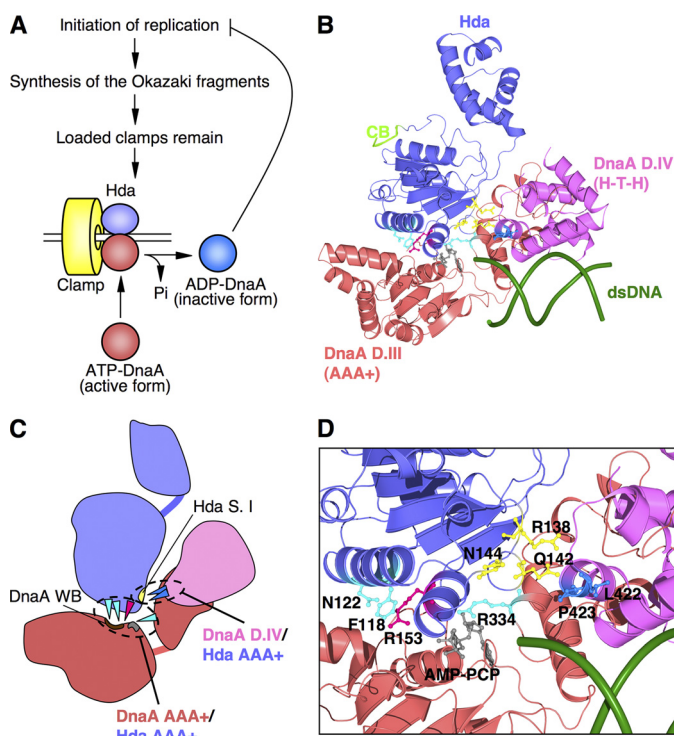 A
Initiation of replication
Synthesis of the Okazaki fragments
Loaded clamps remain
Hda
Clamp
Pi
ADP-DnaA
(inactive form)
ATP-DnaA
(active form)
B
Hda
CB
DnaA D.IV
(H-T-H)
dsDNA
DnaA D.III
(AAA+)
C
Hda S. I
DnaA WB
DnaA D.IV/
Hda AAA+
DnaA AAA+/
Hda AAA+
D
R138
N144
Q142
N122
L422
P423
F118
R334
R153
AMP-PCP